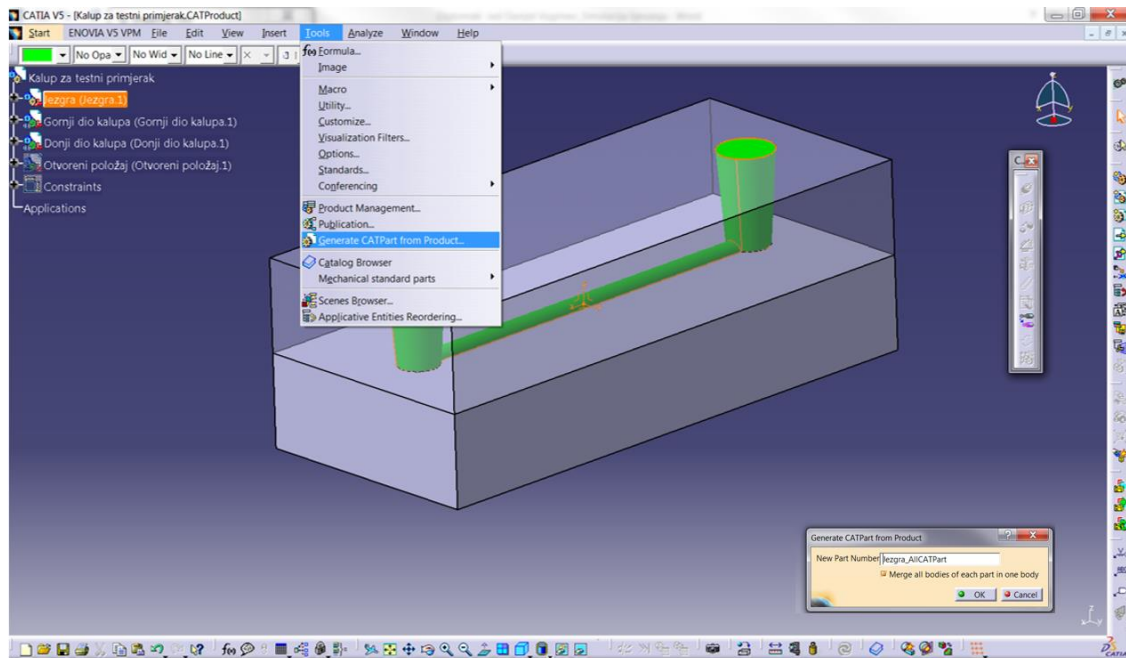 CATIA V5 - [Kalup za testni primjerak.CATProduct]
Start ENOVIA V5 VPM File Edit View Insert Tools Analyze Window Help
No Opa No Wid No Line
Kalup za testni primjerak
Jezgra (Jezgra.1)
Gornji dio kalupa (Gornji dio kalupa.1)
Donji dio kalupa (Donji dio kalupa.1)
Otvoreni položaj (Otvoreni položaj.1)
Constraints
Applications
Formula...
Image
Macro
Utility...
Customize...
Visualization Filters...
Options...
Standards...
Conferencing
Product Management...
Publication...
Generate CATPart from Product...
Catalog Browser
Mechanical standard parts
Scenes Browser...
Applicative Entities Reordering...
C...
Generate CATPart from Product
New Part Number Jezgra_AllCATPart
Merge all bodies of each part in one body
OK Cancel
CATIA